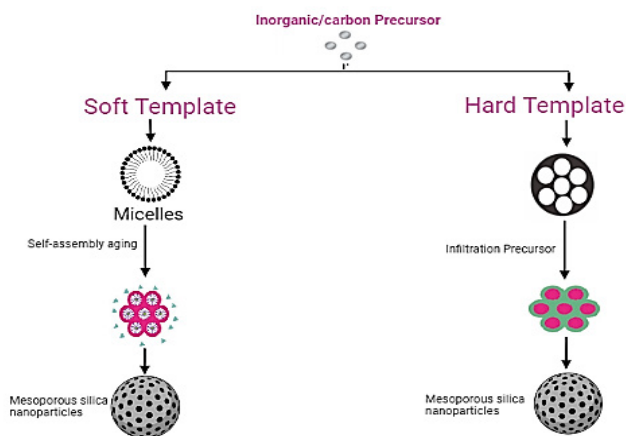 Inorganic/carbon Precursor
Soft Template
Hard Template
Micelles
Self-assembly aging
Infiltration Precursor
Mesoporous silica
nanoparticles
Mesoporous silica
nanoparticles